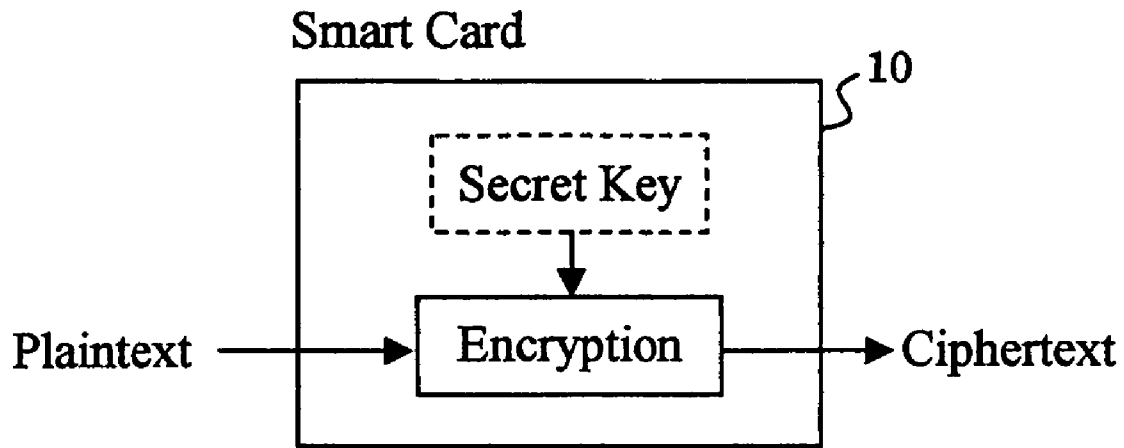 Smart Card
10
Secret Key
Plaintext
Encryption
Ciphertext